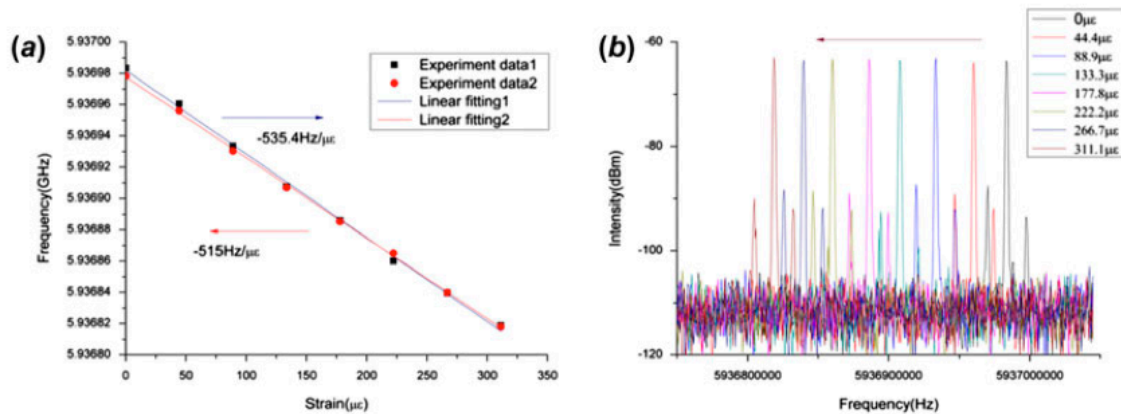 (a)
5.93700
5.93698
5.93696
5.93694
5.93692
5.93690
5.93688
5.93686
5.93684
5.93682
5.93680
Frequency(GHz)
Experiment data1
Experiment data2
Linear fitting1
Linear fitting2
-535.4Hz/με
-515Hz/με
0 50 100 150 200 250 300 350
Strain(με)
(b)
-60
-80
-100
-120
Intensity(dBm)
0με
44.4με
88.9με
133.3με
177.8με
222.2με
266.7με
311.1με
5936800000 5936900000 5937000000
Frequency(Hz)